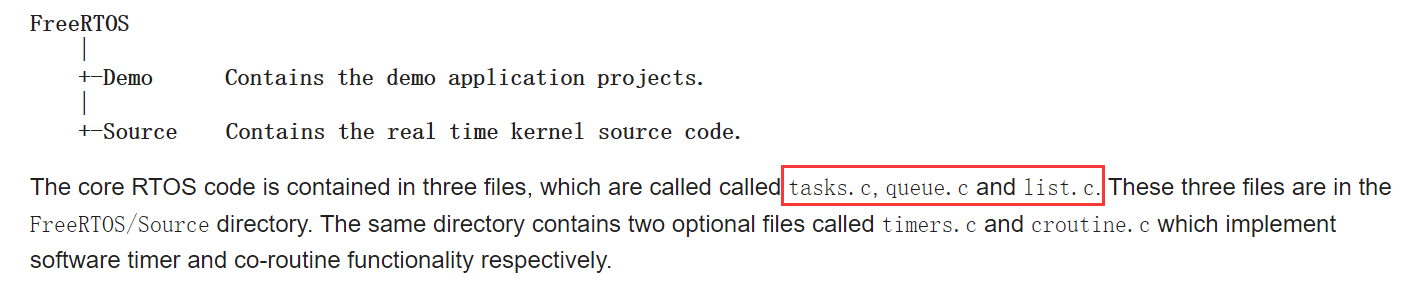 FreeRTOS
|
+-Demo Contains the demo application projects.
|
+-Source Contains the real time kernel source code.
The core RTOS code is contained in three files, which are called called tasks.c, queue.c and list.c. These three files are in the
FreeRTOS/Source directory. The same directory contains two optional files called timers.c and croutine.c which implement
software timer and co-routine functionality respectively.